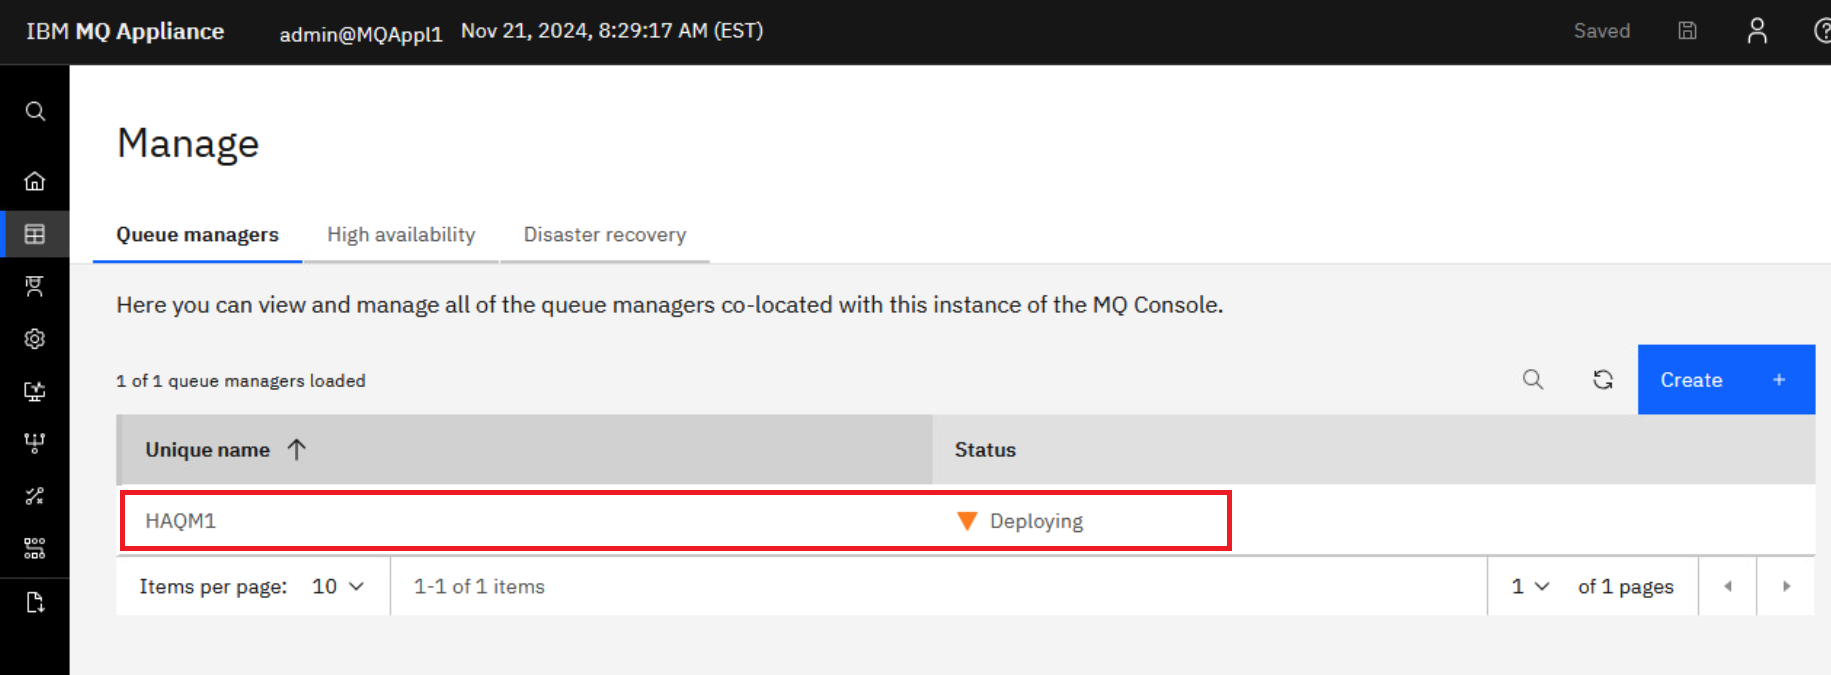 IBM MQ Appliance admin@MQAppl1 Nov 21, 2024, 8:29:17 AM (EST) Saved
Manage
Queue managers High availability Disaster recovery
Here you can view and manage all of the queue managers co-located with this instance of the MQ Console.
1 of 1 queue managers loaded Create +
Unique name ↑ Status
HAQM1 Deploying
Items per page: 10 1-1 of 1 items 1 of 1 pages